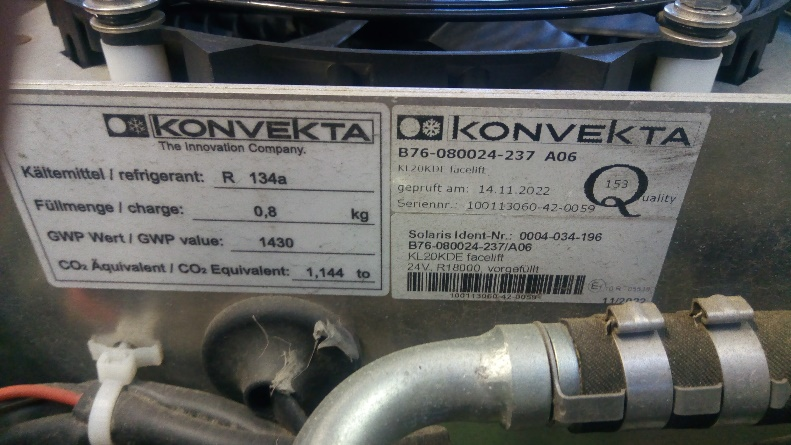 KONVEKTA
The Innovation Company.
Kältemittel / refrigerant: R 134a
Füllmenge / charge: 0,8 kg
GWP Wert / GWP value: 1430
CO₂ Äquivalent / CO₂ Equivalent: 1,144 to
KONVEKTA
B76-080024-237 A06
KL20KDE facelift
geprüft am: 14.11.2022
Seriennr.: 100113060-42-0059
153
Quality
Solaris Ident-Nr.: 0004-034-196
B76-080024-237/A06
KL20KDE facelift
24V, R18000 vorgefüllt
100113060-42-0059
11/2022